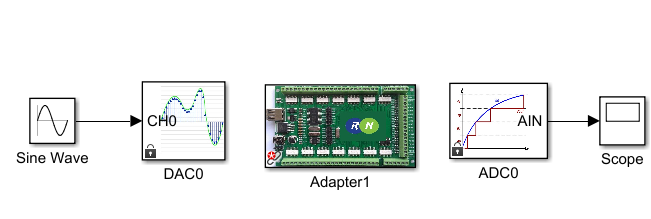 CH0
AIN
R N
Sine Wave
DAC0
Adapter1
ADC0
Scope